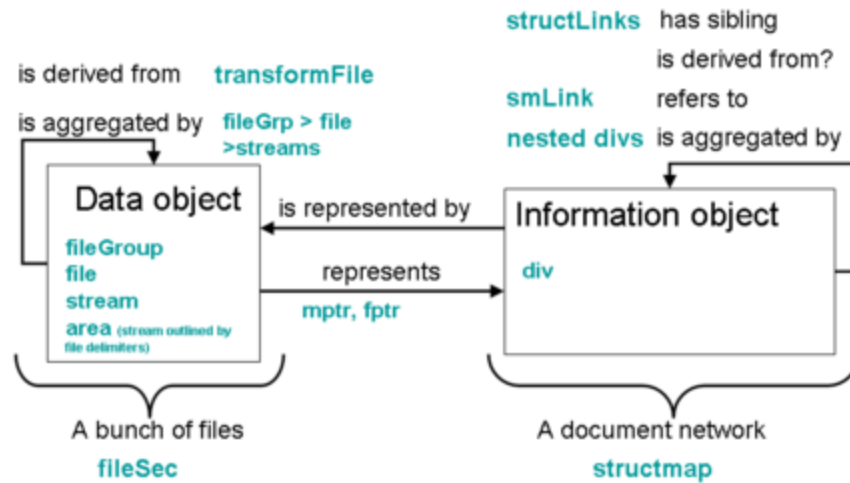 structLinks has sibling
is derived from?
is derived from transformFile
smLink refers to
is aggregated by fileGrp > file
>streams
nested divs is aggregated by
Data object
fileGroup
file
stream
area (stream outlined by
file delimiters)
is represented by
represents
mptr, fptr
Information object
div
A bunch of files
fileSec
A document network
structmap